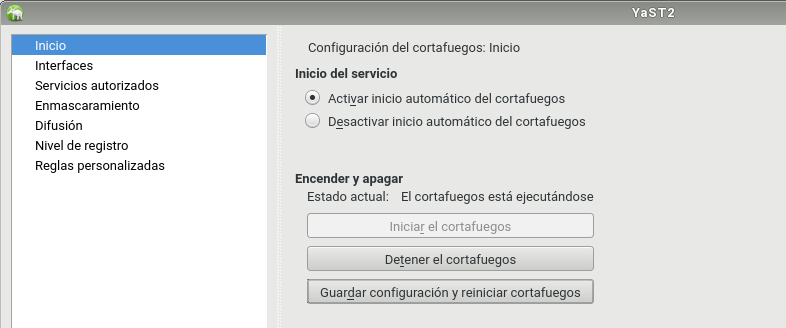 YaST2
Inicio
Interfaces
Servicios autorizados
Enmascaramiento
Difusión
Nivel de registro
Reglas personalizadas
Configuración del cortafuegos: Inicio
Inicio del servicio
Activar inicio automático del cortafuegos
Desactivar inicio automático del cortafuegos
Encender y apagar
Estado actual: El cortafuegos está ejecutándose
Iniciar el cortafuegos
Detener el cortafuegos
Guardar configuración y reiniciar cortafuegos